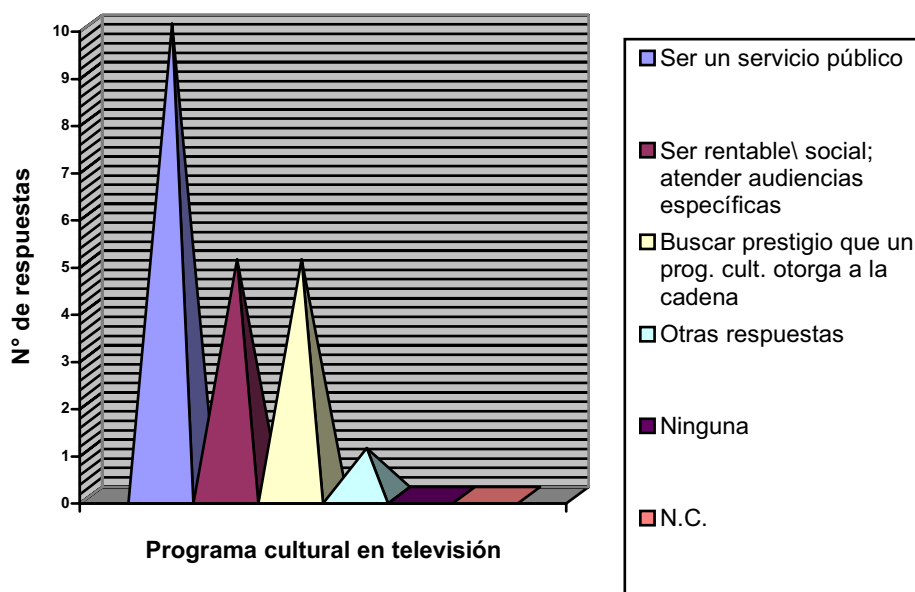 10
9
8
7
6
5
4
3
2
1
0
N° de respuestas
Programa cultural en televisión
Ser un servicio público
Ser rentable\ social;
atender audiencias
específicas
Buscar prestigio que un
prog. cult. otorga a la
cadena
Otras respuestas
Ninguna
N.C.